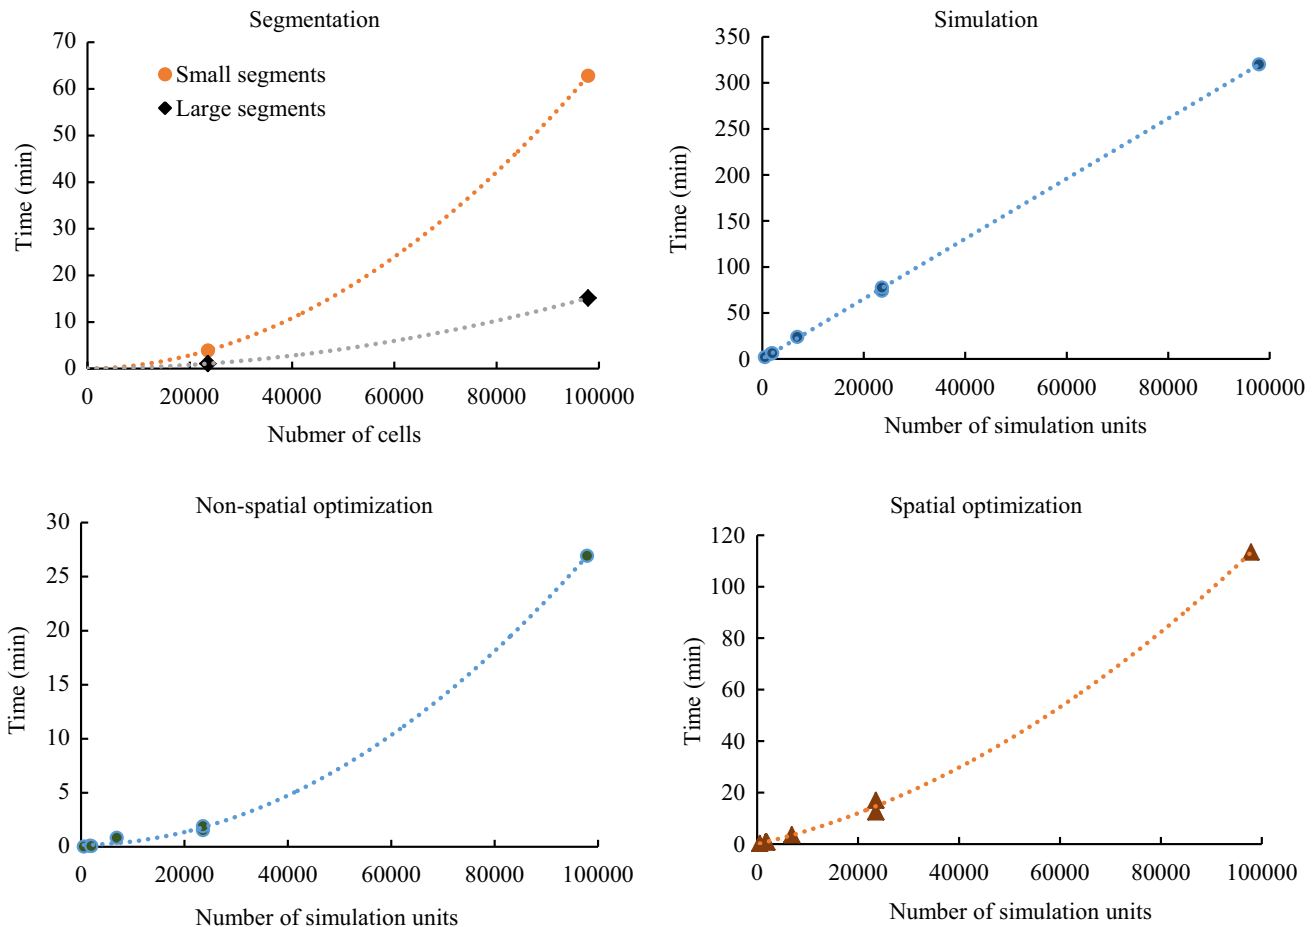 Segmentation
70
60
50
40
30
20
10
0
Time (min)
Small segments
Large segments
0 20000 40000 60000 80000 100000
Nubmer of cells
Simulation
350
300
250
200
150
100
50
0
Time (min)
0 20000 40000 60000 80000 100000
Number of simulation units
Non-spatial optimization
30
25
20
15
10
5
0
Time (min)
0 20000 40000 60000 80000 100000
Number of simulation units
Spatial optimization
120
100
80
60
40
20
0
Time (min)
0 20000 40000 60000 80000 100000
Number of simulation units